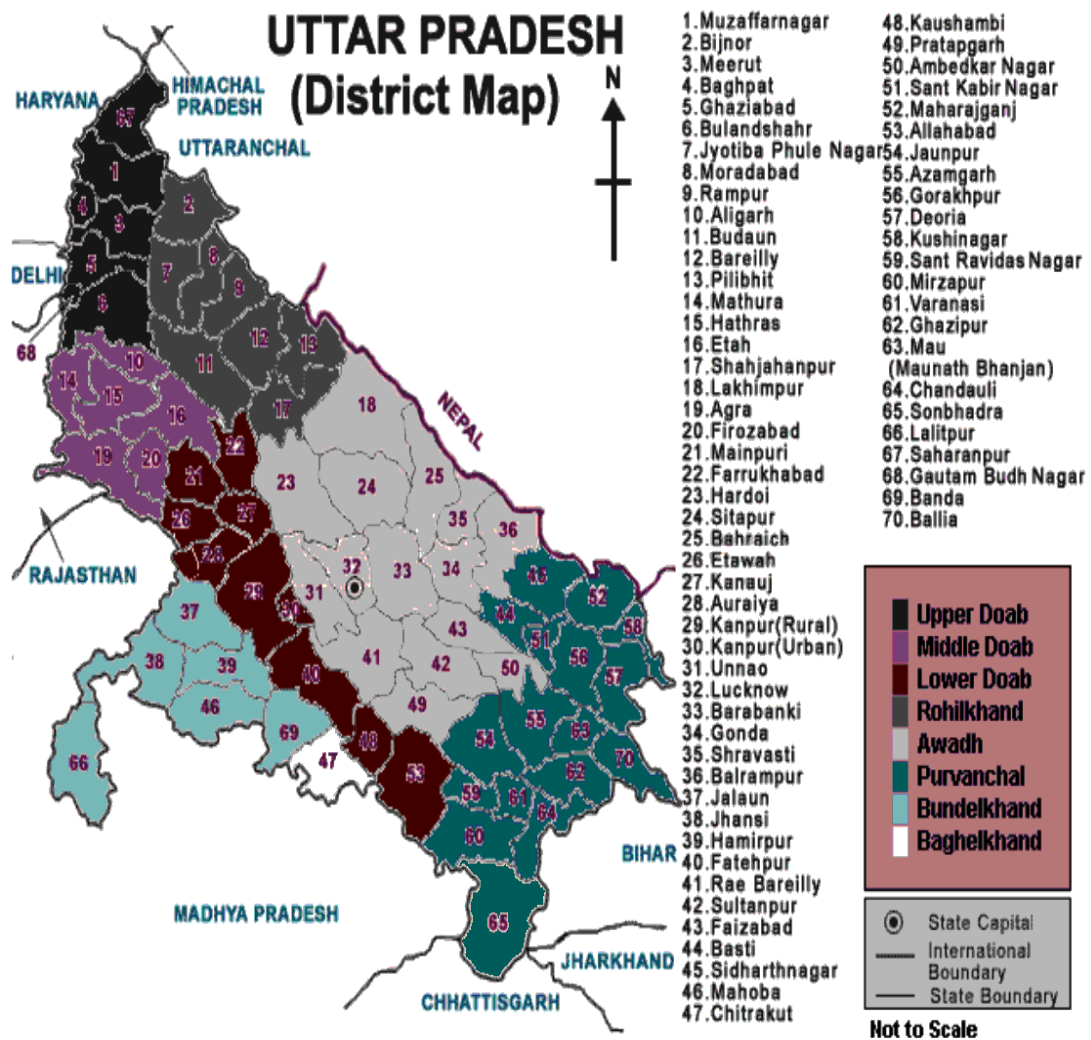 UTTAR PRADESH
(District Map)
N
HARYANA
HIMACHAL
PRADESH
UTTARANCHAL
DELHI
NEPAL
RAJASTHAN
MADHYA PRADESH
BIHAR
JHARKHAND
CHHATTISGARH
67
1
2
4
3
8
5
7
9
6
12
13
68
10
11
14
15
16
17
18
22
19
20
21
23
24
25
26
27
35
36
28
32
33
34
45
52
29
31
30
44
58
37
43
51
56
38
39
40
41
42
50
57
46
49
69
48
54
55
63
47
53
62
70
66
59
61
64
60
65
1.Muzaffarnagar
2.Bijnor
3.Meerut
4.Baghpat
5.Ghaziabad
6.Bulandshahr
7.Jyotiba Phule Nagar
8.Moradabad
9.Rampur
10.Aligarh
11.Budaun
12.Bareilly
13.Pilibhit
14.Mathura
15.Hathras
16.Etah
17.Shahjahanpur
18.Lakhimpur
19.Agra
20.Firozabad
21.Mainpuri
22.Farrukhabad
23.Hardoi
24.Sitapur
25.Bahraich
26.Etawah
27.Kanauj
28.Auraiya
29.Kanpur(Rural)
30.Kanpur(Urban)
31.Unnao
32.Lucknow
33.Barabanki
34.Gonda
35.Shravasti
36.Balrampur
37.Jalaun
38.Jhansi
39.Hamirpur
40.Fatehpur
41.Rae Bareilly
42.Sultanpur
43.Faizabad
44.Basti
45.Sidharthnagar
46.Mahoba
47.Chitrakut
48.Kaushambi
49.Pratapgarh
50.Ambedkar Nagar
51.Sant Kabir Nagar
52.Maharajganj
53.Allahabad
54.Jaunpur
55.Azamgarh
56.Gorakhpur
57.Deoria
58.Kushinagar
59.Sant Ravidas Nagar
60.Mirzapur
61.Varanasi
62.Ghazipur
63.Mau
(Maunath Bhanjan)
64.Chandauli
65.Sonbhadra
66.Lalitpur
67.Saharanpur
68.Gautam Budh Nagar
69.Banda
70.Ballia
Upper Doab
Middle Doab
Lower Doab
Rohilkhand
Awadh
Purvanchal
Bundelkhand
Baghelkhand
State Capital
International
Boundary
State Boundary
Not to Scale